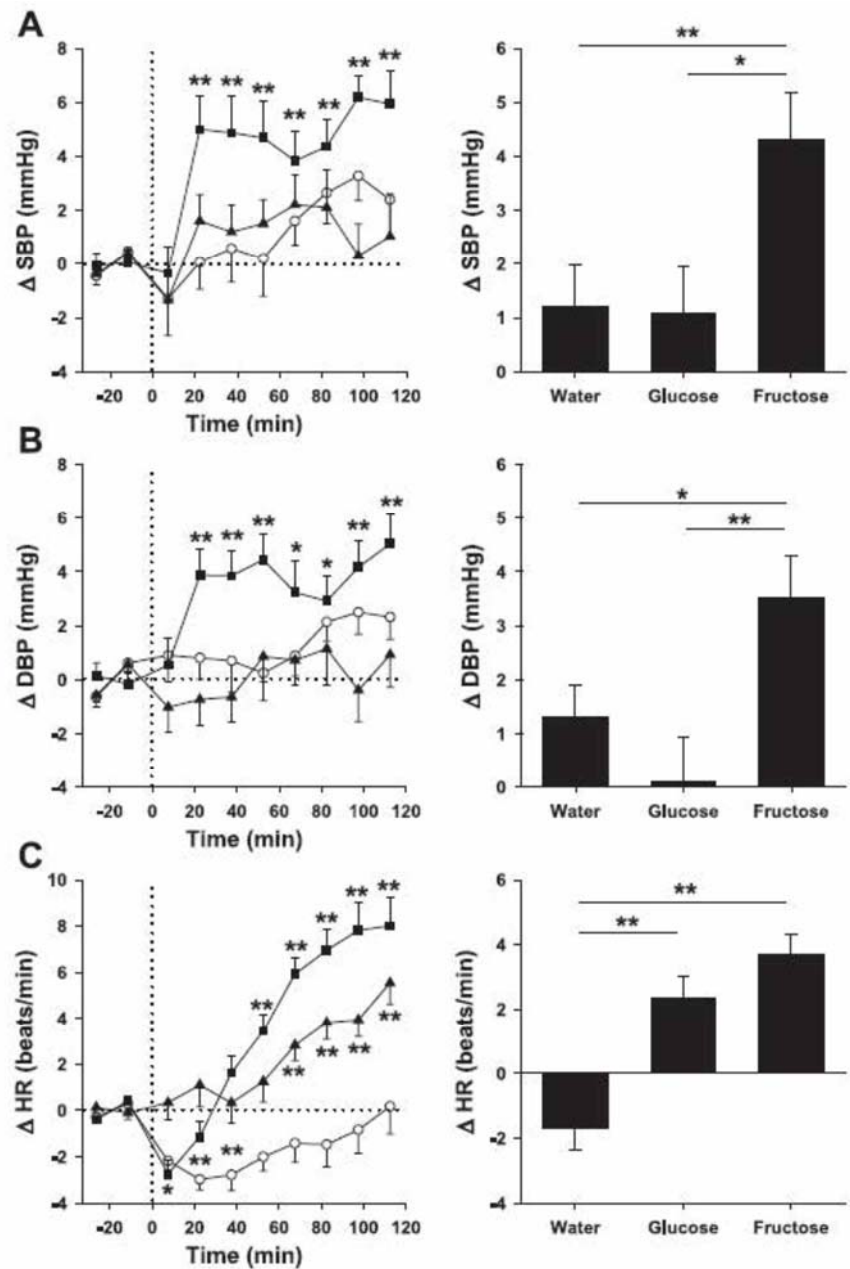 A
8
6
4
2
0
-2
-4
Δ SBP (mmHg)
** ** ** ** ** ** **
-20 0 20 40 60 80 100 120
Time (min)
6
5
4
3
2
1
0
Δ SBP (mmHg)
**
*
Water Glucose Fructose
B
8
6
4
2
0
-2
-4
Δ DBP (mmHg)
** ** ** * * ** **
-20 0 20 40 60 80 100 120
Time (min)
6
5
4
3
2
1
0
Δ DBP (mmHg)
*
**
Water Glucose Fructose
C
10
8
6
4
2
0
-2
-4
Δ HR (beats/min)
** ** ** ** **
** ** ** **
* ** **
-20 0 20 40 60 80 100 120
Time (min)
6
4
2
0
-2
-4
Δ HR (beats/min)
**
**
Water Glucose Fructose